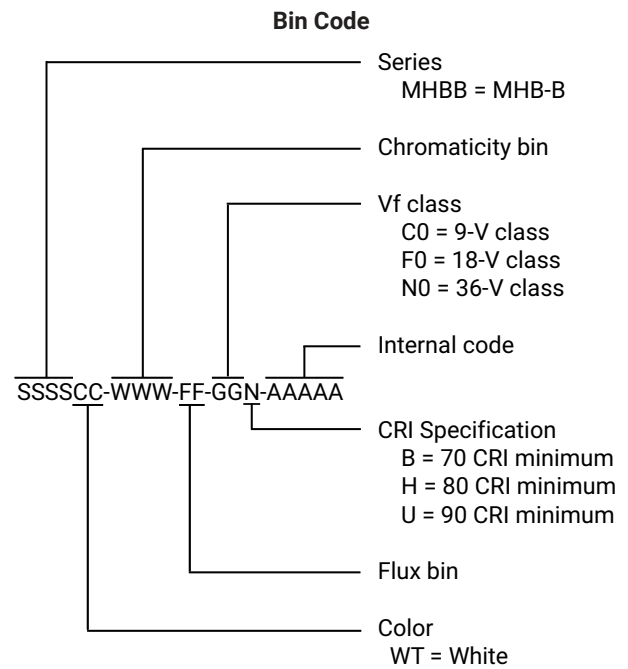 Bin Code
Series
MHBB = MHB-B
Chromaticity bin
Vf class
C0 = 9-V class
F0 = 18-V class
N0 = 36-V class
Internal code
SSSSCC-WWW-FF-GGN-AAAAA
CRI Specification
B = 70 CRI minimum
H = 80 CRI minimum
U = 90 CRI minimum
Flux bin
Color
WT = White